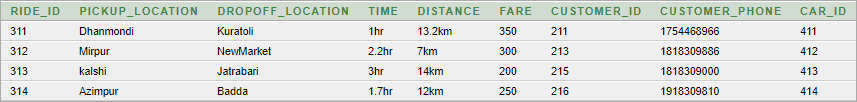 RIDE_ID PICKUP_LOCATION DROPOFF_LOCATION TIME DISTANCE FARE CUSTOMER_ID CUSTOMER_PHONE CAR_ID
311 Dhanmondi Kuratoli 1hr 13.2km 350 211 1754468966 411
312 Mirpur NewMarket 2.2hr 7km 300 213 1818309886 412
313 kalshi Jatrabari 3hr 14km 200 215 1818309000 413
314 Azimpur Badda 1.7hr 12km 250 216 1918309810 414